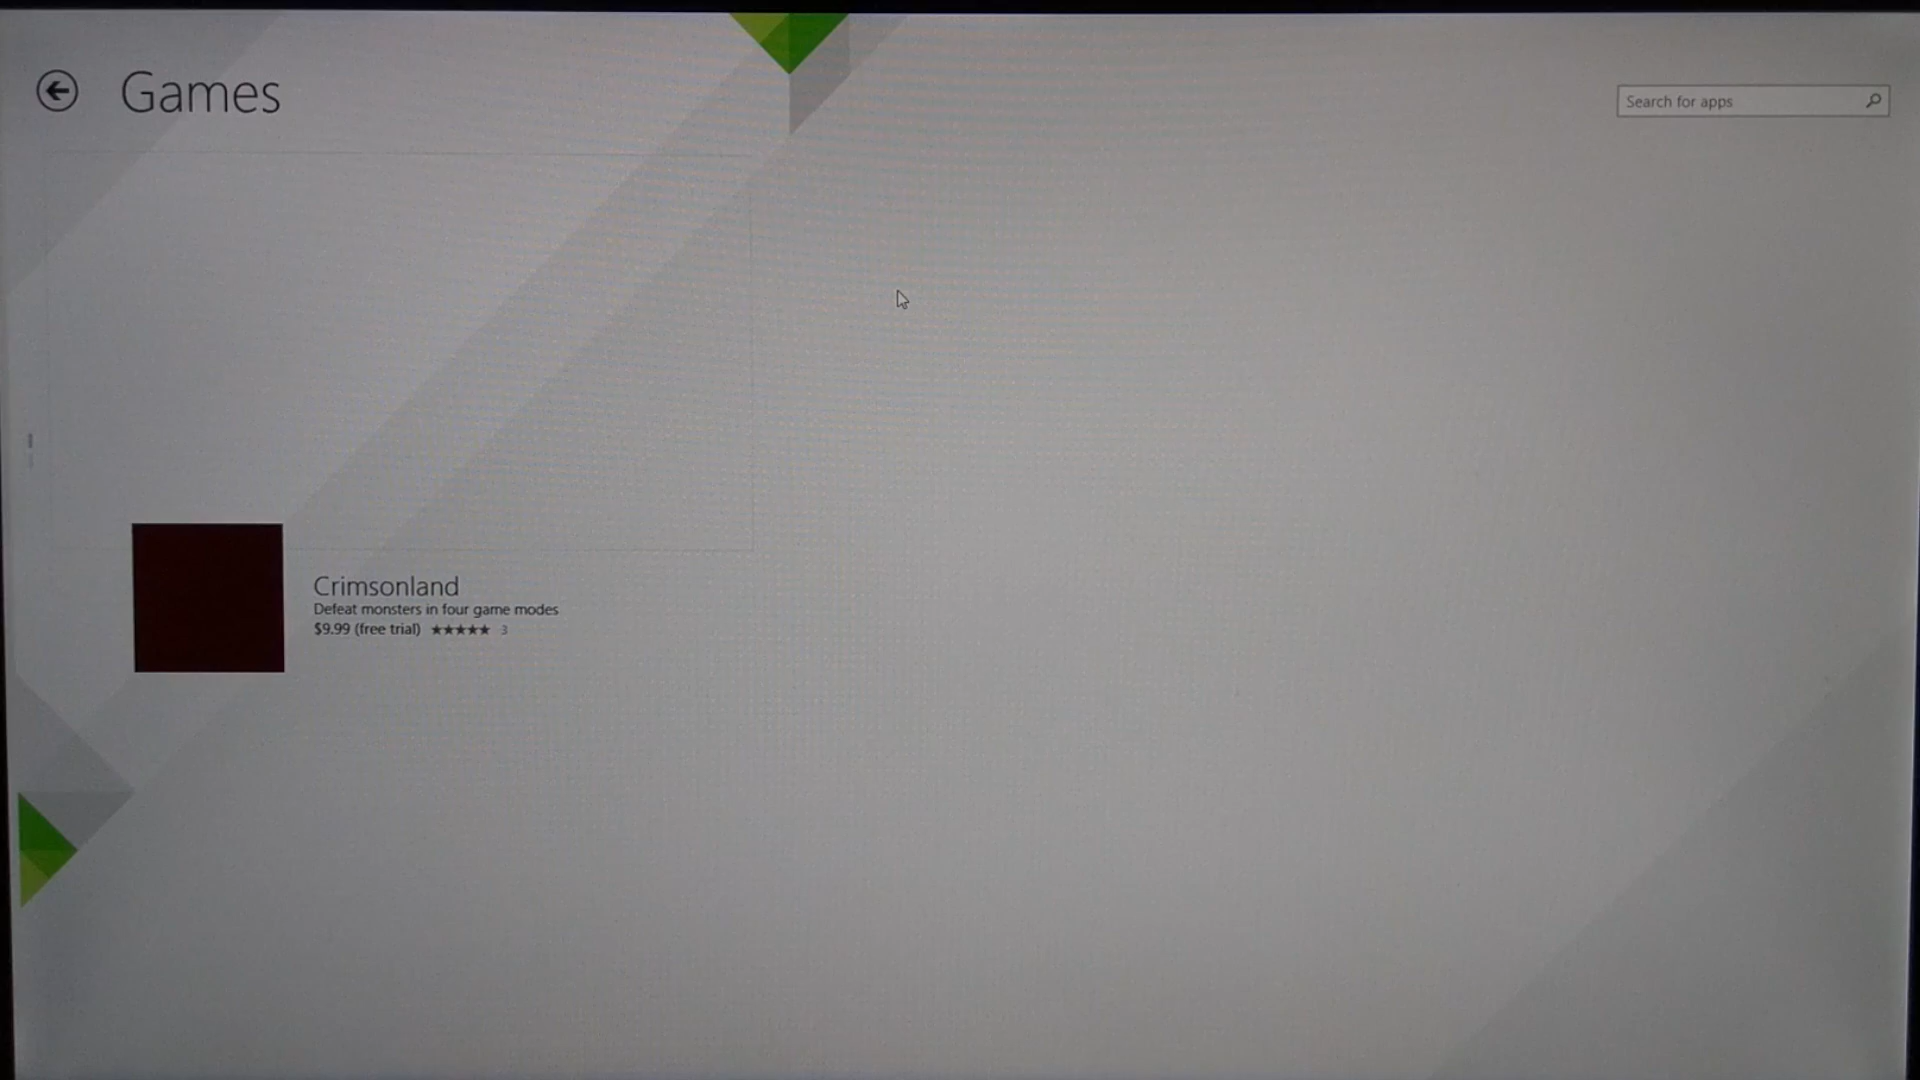 Games
Search for apps
Crimsonland
Defeat monsters in four game modes
$9.99 (free trial) ★★★★★ 3